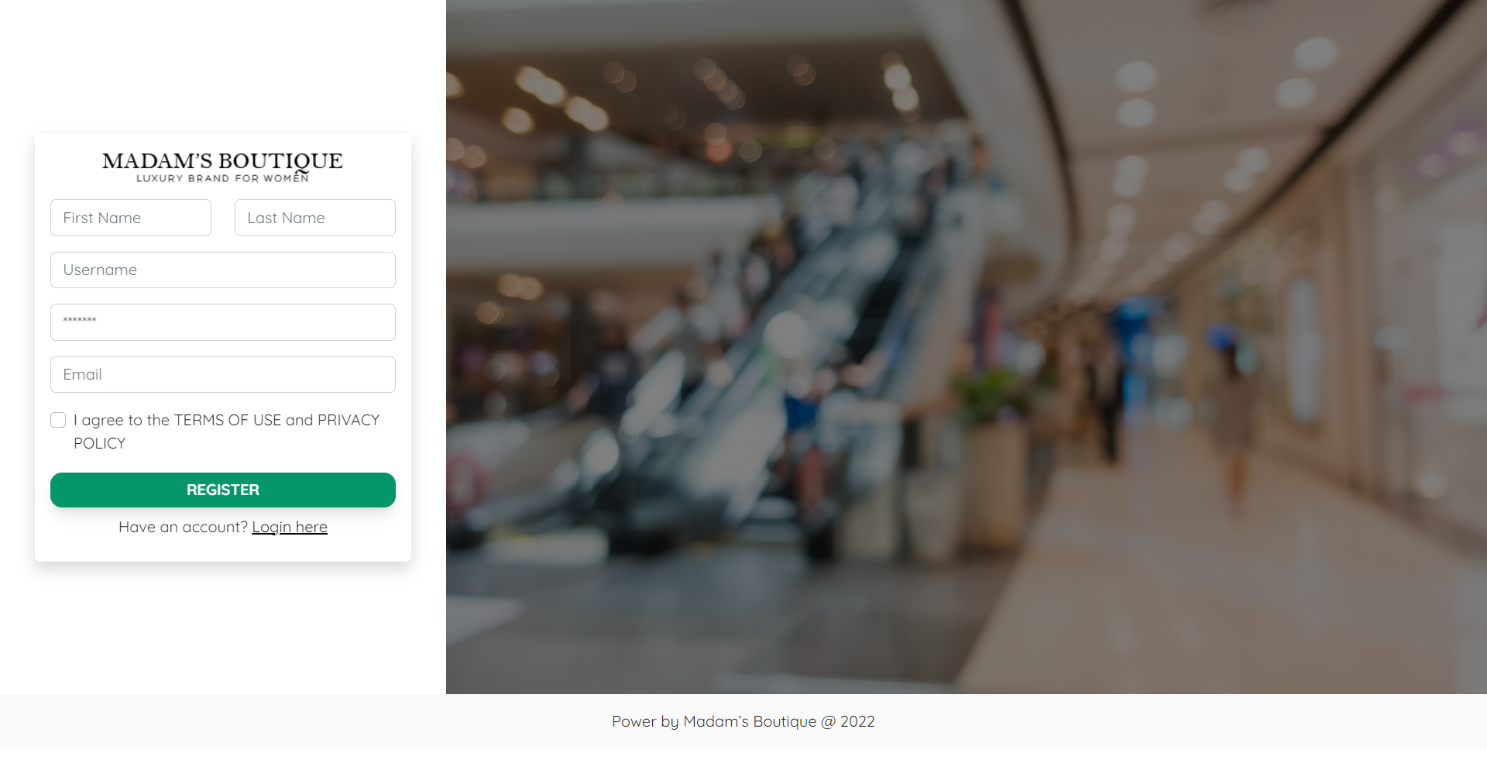 MADAM'S BOUTIQUE
LUXURY BRAND FOR WOMEN
First Name Last Name
Username
*******
Email
I agree to the TERMS OF USE and PRIVACY
POLICY
REGISTER
Have an account? Login here
Power by Madam's Boutique @ 2022